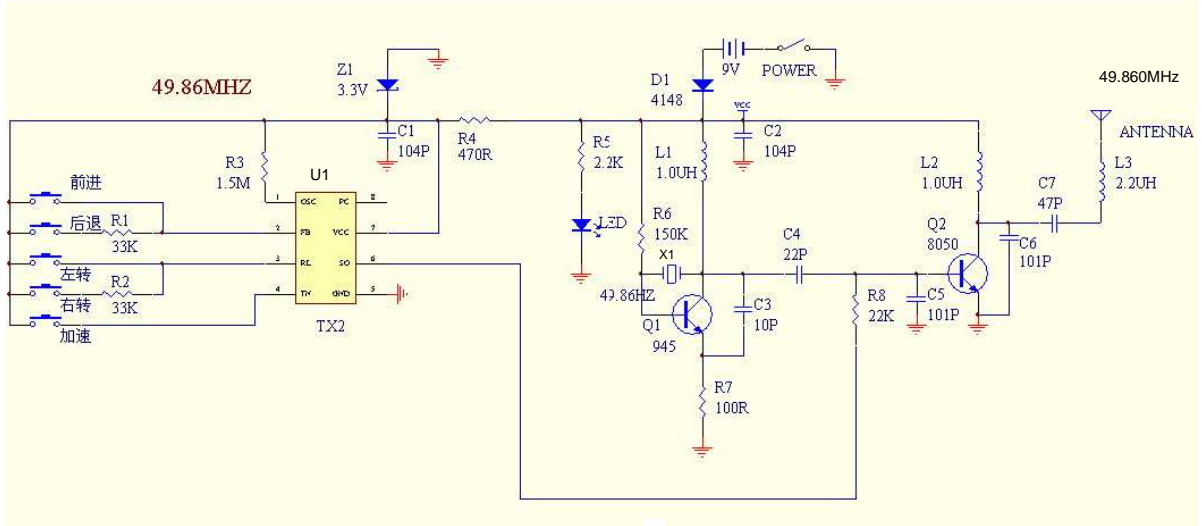 49.86MHZ
Z1
3.3V
C1
104P
R3
1.5M
R4
470R
前进
后退
R1
33K
左转
R2
右转
33K
加速
U1
1
OSC
PC
8
2
FB
VCC
7
3
RL
SO
6
4
GND
5
TX2
D1
4148
9V
POWER
VCC
C2
104P
R5
2.2K
LED
L1
1.0UH
R6
150K
X1
49.86HZ
Q1
945
C3
10P
R7
100R
C4
22P
R8
22K
C5
101P
L2
1.0UH
Q2
8050
C6
101P
C7
47P
49.860MHz
ANTENNA
L3
2.2UH